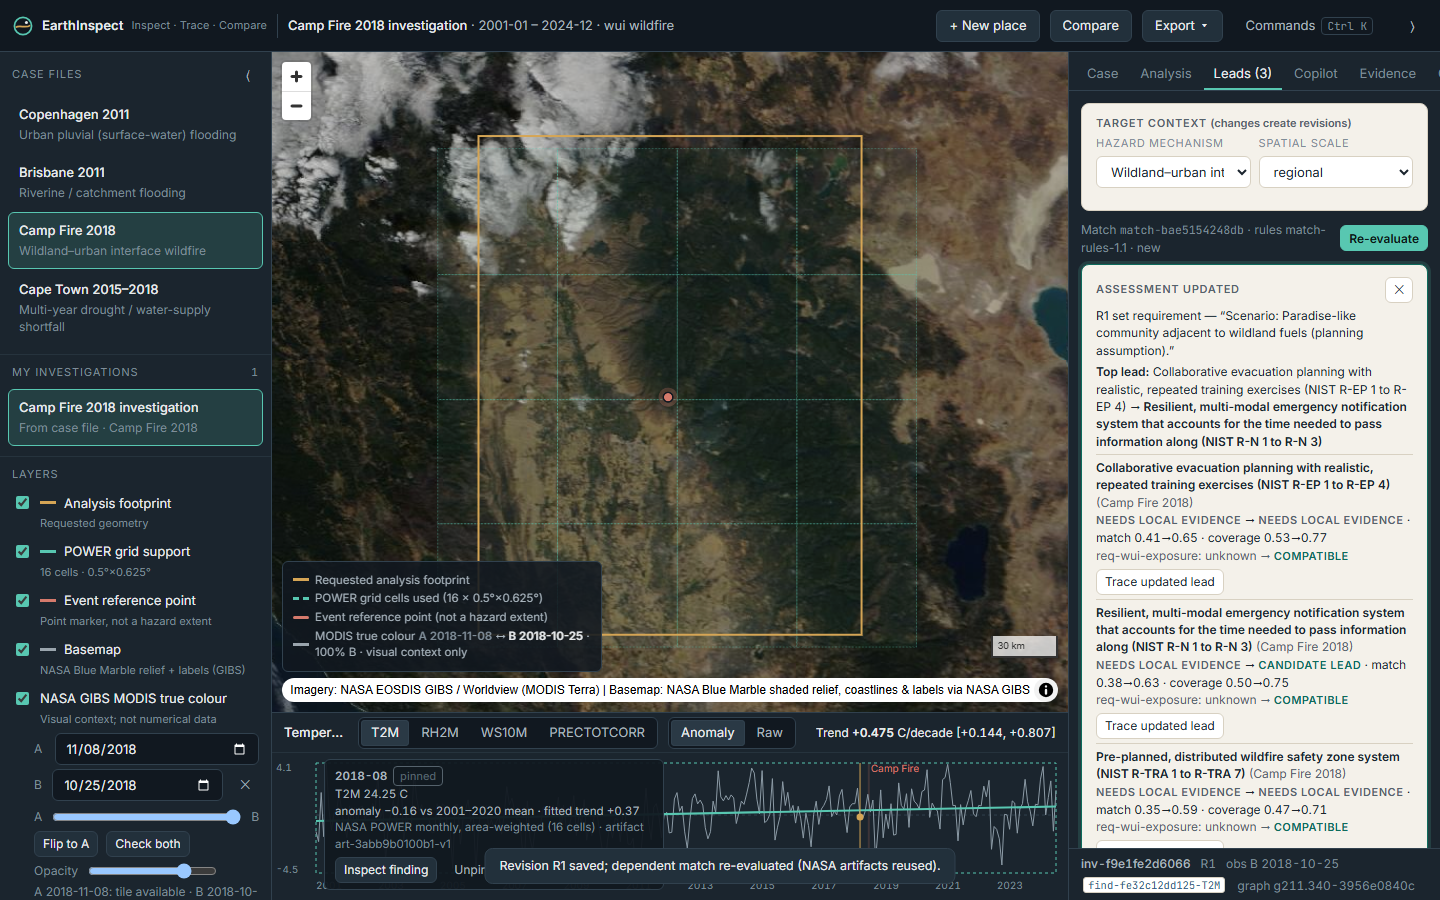 EarthInspect Inspect · Trace · Compare
Camp Fire 2018 investigation · 2001-01 – 2024-12 · wui wildfire
+ New place
Compare
Export
Commands Ctrl K
CASE FILES
Copenhagen 2011
Urban pluvial (surface-water) flooding
Brisbane 2011
Riverine / catchment flooding
Camp Fire 2018
Wildland–urban interface wildfire
Cape Town 2015–2018
Multi-year drought / water-supply
shortfall
MY INVESTIGATIONS 1
Camp Fire 2018 investigation
From case file · Camp Fire 2018
LAYERS
Analysis footprint
Requested geometry
POWER grid support
16 cells · 0.5°×0.625°
Event reference point
Point marker, not a hazard extent
Basemap
NASA Blue Marble relief + labels (GIBS)
NASA GIBS MODIS true colour
Visual context; not numerical data
A 11/08/2018
B 10/25/2018
A B
Flip to A
Check both
Opacity
A 2018-11-08: tile available · B 2018-10-
+
−
Requested analysis footprint
POWER grid cells used (16 × 0.5°×0.625°)
Event reference point (not a hazard extent)
MODIS true colour A 2018-11-08 ↔ B 2018-10-25 ·
100% B · visual context only
30 km
Imagery: NASA EOSDIS GIBS / Worldview (MODIS Terra) | Basemap: NASA Blue Marble shaded relief, coastlines & labels via NASA GIBS
Temper...
T2M
RH2M
WS10M
PRECTOTCORR
Anomaly
Raw
Trend +0.475 C/decade [+0.144, +0.807]
4.1
-4.5
2018-08 pinned
T2M 24.25 C
anomaly −0.16 vs 2001–2020 mean · fitted trend +0.37
NASA POWER monthly, area-weighted (16 cells) · artifact
art-3abb9b0100b1-v1
Inspect finding
Unpin
Camp Fire
Revision R1 saved; dependent match re-evaluated (NASA artifacts reused).
2013 2015 2017 2019 2021 2023
Case
Analysis
Leads (3)
Copilot
Evidence
TARGET CONTEXT (changes create revisions)
HAZARD MECHANISM
SPATIAL SCALE
Wildland–urban int
regional
Match match-bae5154248db · rules match-
rules-1.1 · new
Re-evaluate
ASSESSMENT UPDATED
R1 set requirement — “Scenario: Paradise-like
community adjacent to wildland fuels (planning
assumption).”
Top lead: Collaborative evacuation planning with
realistic, repeated training exercises (NIST R-EP 1 to R-
EP 4) → Resilient, multi-modal emergency notification
system that accounts for the time needed to pass
information along (NIST R-N 1 to R-N 3)
Collaborative evacuation planning with realistic,
repeated training exercises (NIST R-EP 1 to R-EP 4)
(Camp Fire 2018)
NEEDS LOCAL EVIDENCE → NEEDS LOCAL EVIDENCE ·
match 0.41→0.65 · coverage 0.53→0.77
req-wui-exposure: unknown → COMPATIBLE
Trace updated lead
Resilient, multi-modal emergency notification system
that accounts for the time needed to pass information
along (NIST R-N 1 to R-N 3) (Camp Fire 2018)
NEEDS LOCAL EVIDENCE → CANDIDATE LEAD · match
0.38→0.63 · coverage 0.50→0.75
req-wui-exposure: unknown → COMPATIBLE
Trace updated lead
Pre-planned, distributed wildfire safety zone system
(NIST R-TRA 1 to R-TRA 7) (Camp Fire 2018)
NEEDS LOCAL EVIDENCE → NEEDS LOCAL EVIDENCE ·
match 0.35→0.59 · coverage 0.47→0.71
req-wui-exposure: unknown → COMPATIBLE
inv-f9e1fe2d6066 R1 obs B 2018-10-25
find-fe32c12dd125-T2M graph g211.340-3956e0840c